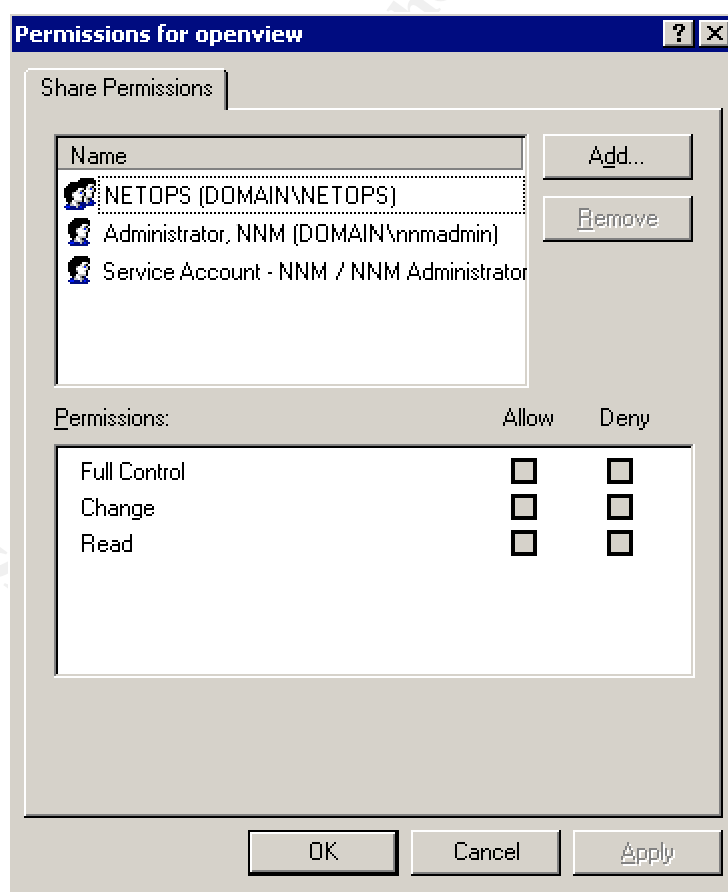 Permissions for openview
Share Permissions
Name
Add...
NETOPS (DOMAIN\NETOPS)
Remove
Administrator, NNM (DOMAIN\nnmadmin)
Service Account - NNM / NNM Administrator
Permissions:
Allow
Deny
Full Control
Change
Read
OK
Cancel
Apply